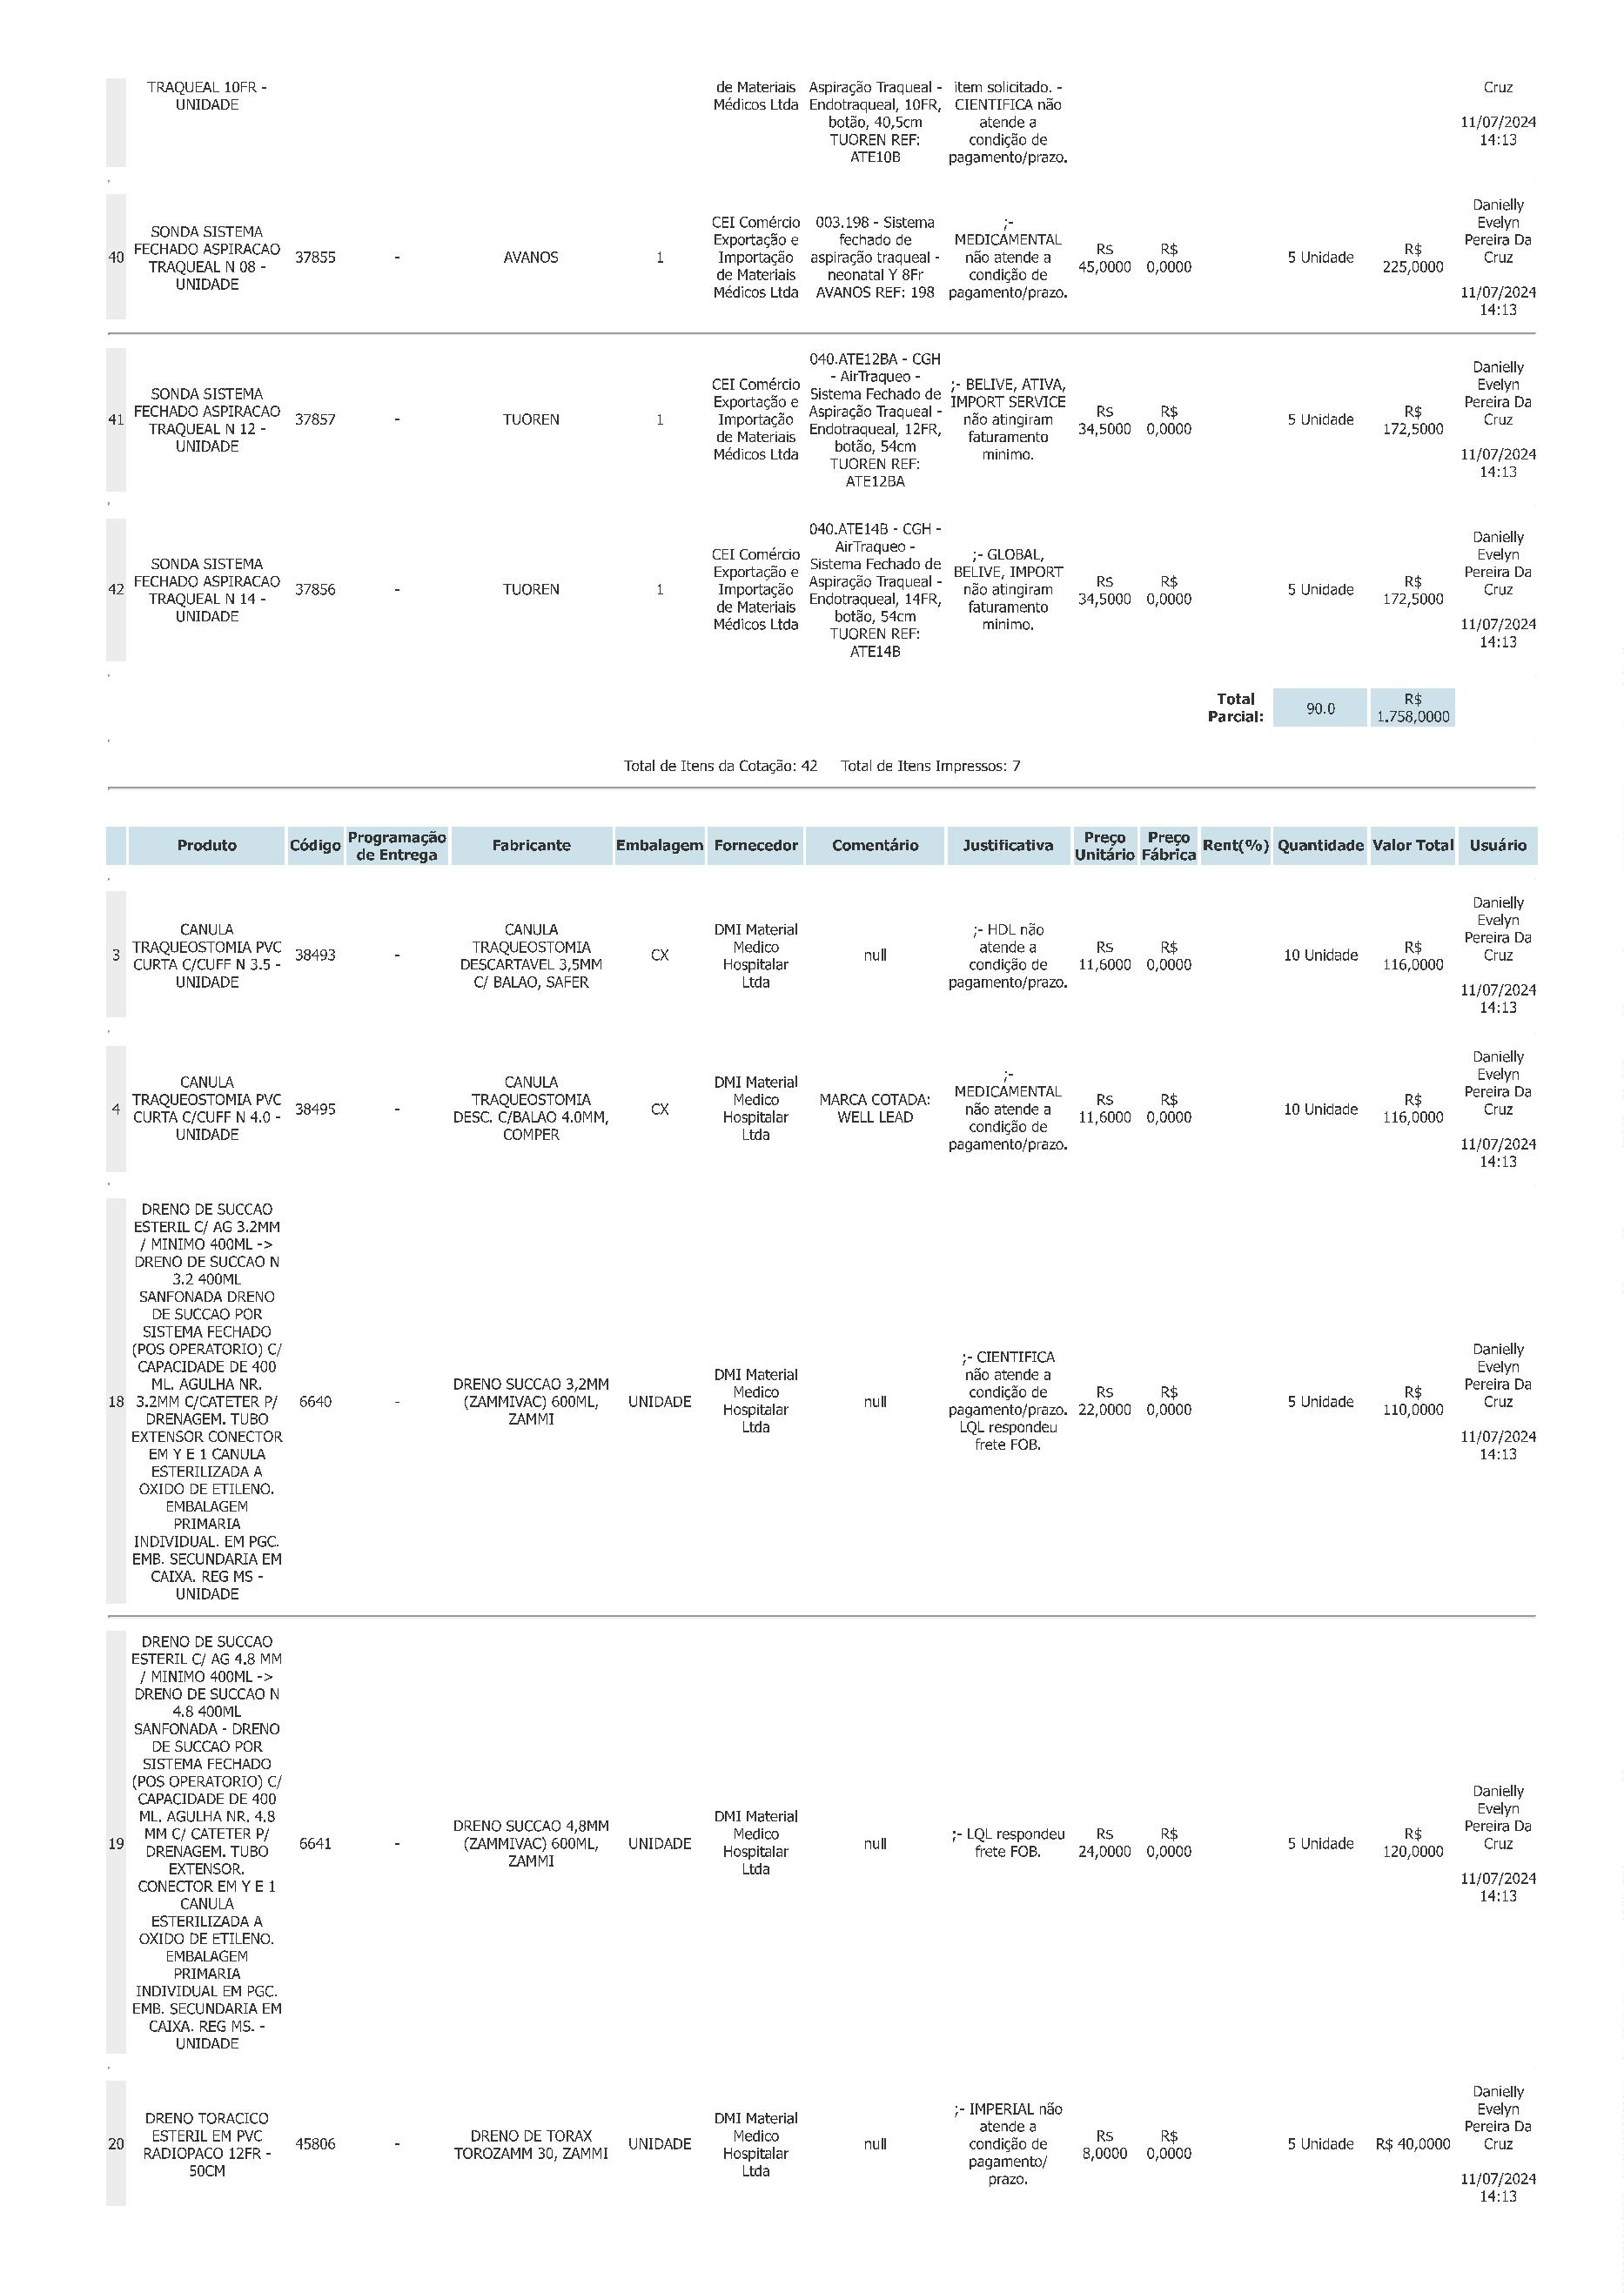 TRAQUEAL 10FR -
UNIDADE
de Materiais
Médicos Ltda
Aspiração Traqueal -
Endotraqueal, 10FR,
botão, 40,5cm
TUOREN REF:
ATE10B
item solicitado. -
CIENTIFICA não
atende a
condição de
pagamento/prazo.
Cruz
11/07/2024
14:13
40
SONDA SISTEMA
FECHADO ASPIRACAO
TRAQUEAL N 08 -
UNIDADE
37855
-
AVANOS
1
CEI Comércio
Exportação e
Importação
de Materiais
Médicos Ltda
003.198 - Sistema
fechado de
aspiração traqueal -
neonatal Y 8Fr
AVANOS REF: 198
;-
MEDICAMENTAL
não atende a
condição de
pagamento/prazo.
R$
45,0000
R$
0,0000
5 Unidade
R$
225,0000
Danielly
Evelyn
Pereira Da
Cruz
11/07/2024
14:13
41
SONDA SISTEMA
FECHADO ASPIRACAO
TRAQUEAL N 12 -
UNIDADE
37857
-
TUOREN
1
CEI Comércio
Exportação e
Importação
de Materiais
Médicos Ltda
040.ATE12BA - CGH
- AirTraqueo -
Sistema Fechado de
Aspiração Traqueal -
Endotraqueal, 12FR,
botão, 54cm
TUOREN REF:
ATE12BA
;- BELIVE, ATIVA,
IMPORT SERVICE
não atingiram
faturamento
minimo.
R$
34,5000
R$
0,0000
5 Unidade
R$
172,5000
Danielly
Evelyn
Pereira Da
Cruz
11/07/2024
14:13
42
SONDA SISTEMA
FECHADO ASPIRACAO
TRAQUEAL N 14 -
UNIDADE
37856
-
TUOREN
1
CEI Comércio
Exportação e
Importação
de Materiais
Médicos Ltda
040.ATE14B - CGH -
AirTraqueo -
Sistema Fechado de
Aspiração Traqueal -
Endotraqueal, 14FR,
botão, 54cm
TUOREN REF:
ATE14B
;- GLOBAL,
BELIVE, IMPORT
não atingiram
faturamento
minimo.
R$
34,5000
R$
0,0000
5 Unidade
R$
172,5000
Danielly
Evelyn
Pereira Da
Cruz
11/07/2024
14:13
Total
Parcial:
90.0
R$
1.758,0000
Total de Itens da Cotação: 42 Total de Itens Impressos: 7
Produto
Código
Programação
de Entrega
Fabricante
Embalagem
Fornecedor
Comentário
Justificativa
Preço
Unitário
Preço
Fábrica
Rent(%)
Quantidade
Valor Total
Usuário
3
CANULA
TRAQUEOSTOMIA PVC
CURTA C/CUFF N 3.5 -
UNIDADE
38493
-
CANULA
TRAQUEOSTOMIA
DESCARTAVEL 3,5MM
C/ BALAO, SAFER
CX
DMI Material
Medico
Hospitalar
Ltda
null
;- HDL não
atende a
condição de
pagamento/prazo.
R$
11,6000
R$
0,0000
10 Unidade
R$
116,0000
Danielly
Evelyn
Pereira Da
Cruz
11/07/2024
14:13
4
CANULA
TRAQUEOSTOMIA PVC
CURTA C/CUFF N 4.0 -
UNIDADE
38495
-
CANULA
TRAQUEOSTOMIA
DESC. C/BALAO 4.0MM,
COMPER
CX
DMI Material
Medico
Hospitalar
Ltda
MARCA COTADA:
WELL LEAD
;-
MEDICAMENTAL
não atende a
condição de
pagamento/prazo.
R$
11,6000
R$
0,0000
10 Unidade
R$
116,0000
Danielly
Evelyn
Pereira Da
Cruz
11/07/2024
14:13
18
DRENO DE SUCCAO
ESTERIL C/ AG 3.2MM
/ MINIMO 400ML ->
DRENO DE SUCCAO N
3.2 400ML
SANFONADA DRENO
DE SUCCAO POR
SISTEMA FECHADO
(POS OPERATORIO) C/
CAPACIDADE DE 400
ML. AGULHA NR.
3.2MM C/CATETER P/
DRENAGEM. TUBO
EXTENSOR CONECTOR
EM Y E 1 CANULA
ESTERILIZADA A
OXIDO DE ETILENO.
EMBALAGEM
PRIMARIA
INDIVIDUAL. EM PGC.
EMB. SECUNDARIA EM
CAIXA. REG MS -
UNIDADE
6640
-
DRENO SUCCAO 3,2MM
(ZAMMIVAC) 600ML,
ZAMMI
UNIDADE
DMI Material
Medico
Hospitalar
Ltda
null
;- CIENTIFICA
não atende a
condição de
pagamento/prazo.
LQL respondeu
frete FOB.
R$
22,0000
R$
0,0000
5 Unidade
R$
110,0000
Danielly
Evelyn
Pereira Da
Cruz
11/07/2024
14:13
19
DRENO DE SUCCAO
ESTERIL C/ AG 4.8 MM
/ MINIMO 400ML ->
DRENO DE SUCCAO N
4.8 400ML
SANFONADA - DRENO
DE SUCCAO POR
SISTEMA FECHADO
(POS OPERATORIO) C/
CAPACIDADE DE 400
ML. AGULHA NR. 4.8
MM C/ CATETER P/
DRENAGEM. TUBO
EXTENSOR.
CONECTOR EM Y E 1
CANULA
ESTERILIZADA A
OXIDO DE ETILENO.
EMBALAGEM
PRIMARIA
INDIVIDUAL EM PGC.
EMB. SECUNDARIA EM
CAIXA. REG MS. -
UNIDADE
6641
-
DRENO SUCCAO 4,8MM
(ZAMMIVAC) 600ML,
ZAMMI
UNIDADE
DMI Material
Medico
Hospitalar
Ltda
null
;- LQL respondeu
frete FOB.
R$
24,0000
R$
0,0000
5 Unidade
R$
120,0000
Danielly
Evelyn
Pereira Da
Cruz
11/07/2024
14:13
20
DRENO TORACICO
ESTERIL EM PVC
RADIOPACO 12FR -
50CM
45806
-
DRENO DE TORAX
TOROZAMM 30, ZAMMI
UNIDADE
DMI Material
Medico
Hospitalar
Ltda
null
;- IMPERIAL não
atende a
condição de
pagamento/
prazo.
R$
8,0000
R$
0,0000
5 Unidade
R$ 40,0000
Danielly
Evelyn
Pereira Da
Cruz
11/07/2024
14:13